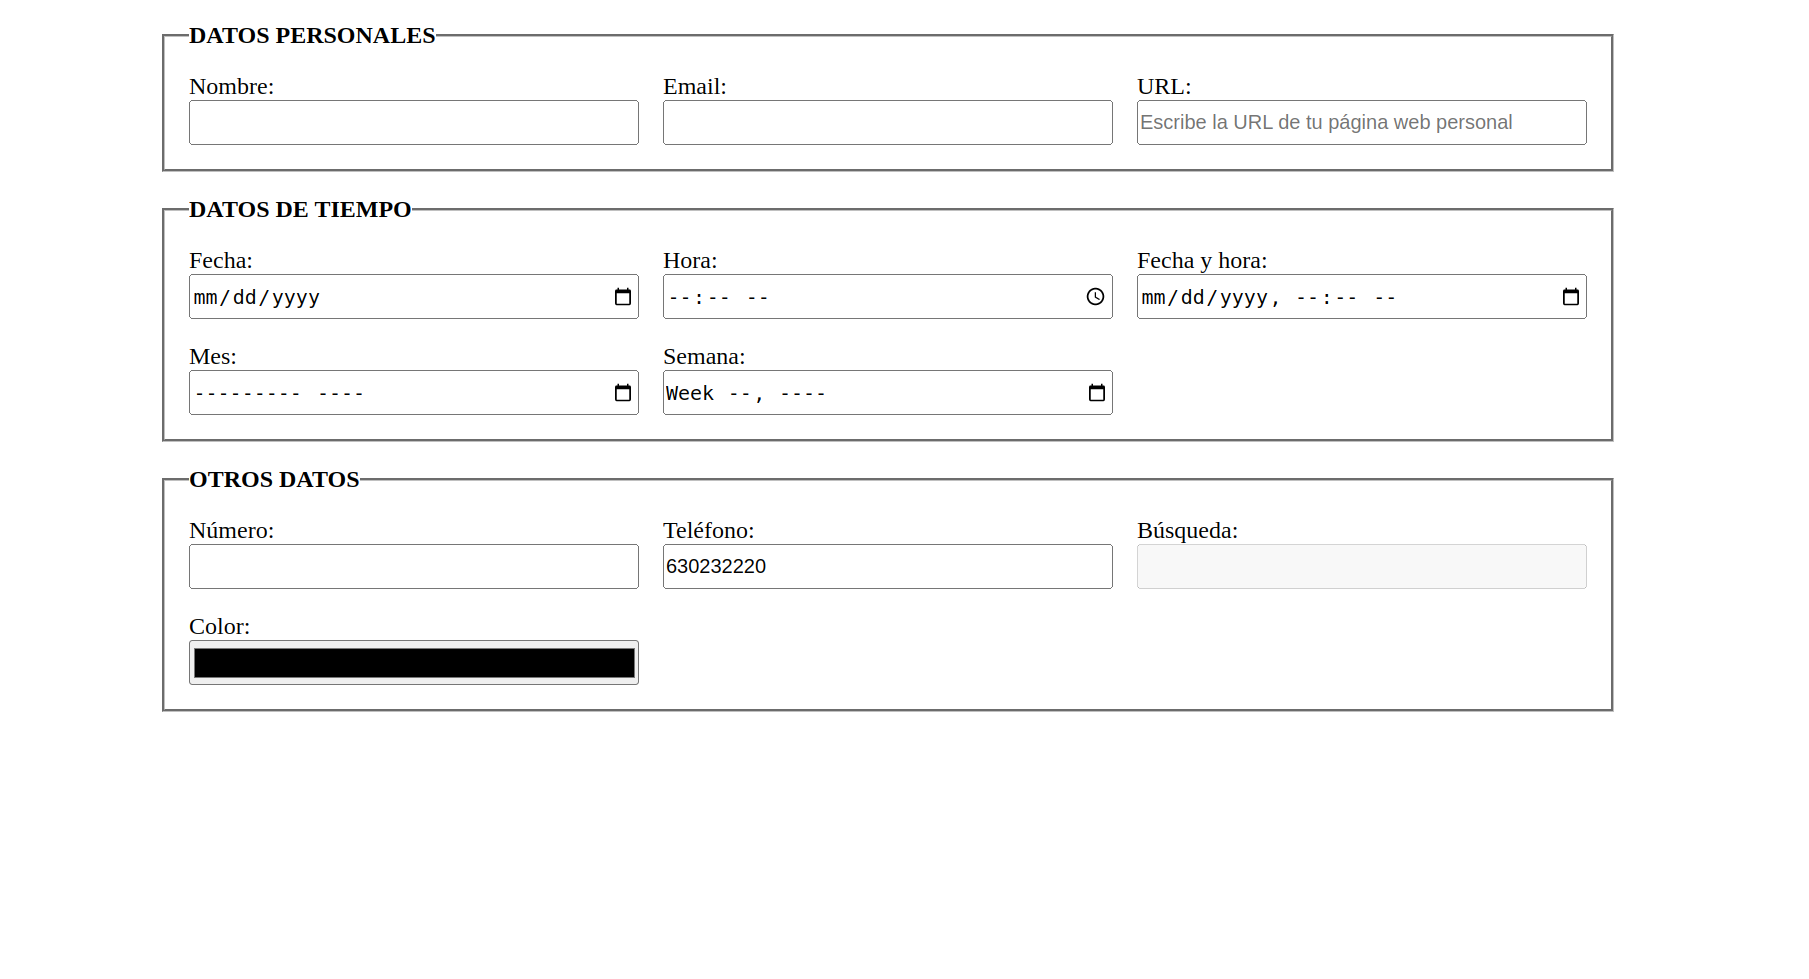 DATOS PERSONALES
Nombre: Email: URL:
Escribe la URL de tu página web personal
DATOS DE TIEMPO
Fecha: Hora: Fecha y hora:
mm/dd/yyyy --:-- -- mm/dd/yyyy, --:-- --
Mes: Semana:
--------- ---- Week --, ----
OTROS DATOS
Número: Teléfono: Búsqueda:
630232220
Color: